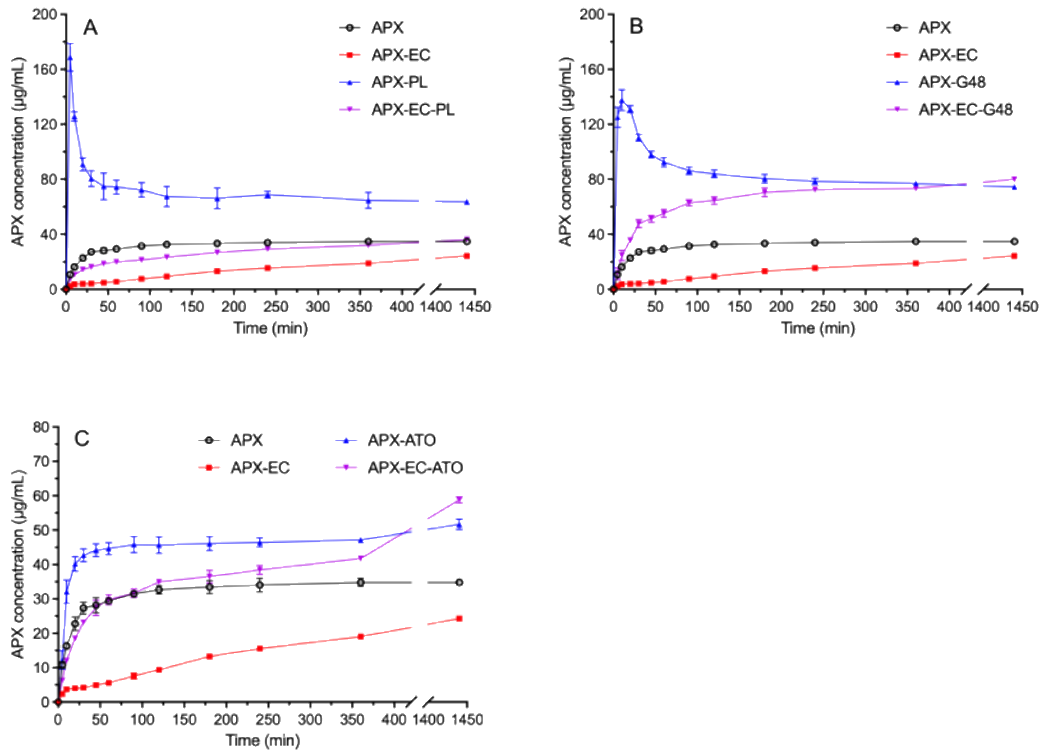 A
APX
APX-EC
APX-PL
APX-EC-PL
APX concentration (µg/mL)
200
160
120
80
40
0
0 50 100 150 200 250 300 350 400 1400 1450
Time (min)
B
APX
APX-EC
APX-G48
APX-EC-G48
APX concentration (µg/mL)
200
160
120
80
40
0
0 50 100 150 200 250 300 350 400 1400 1450
Time (min)
C
APX APX-ATO
APX-EC APX-EC-ATO
APX concentration (µg/mL)
80
70
60
50
40
30
20
10
0
0 50 100 150 200 250 300 350 400 1400 1450
Time (min)